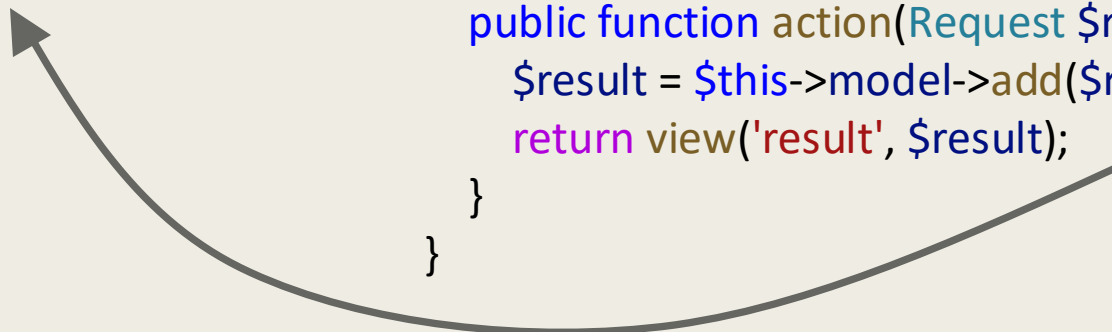 public function action(Request $r
$result = $this->model->add($r
return view('result', $result);
}
}